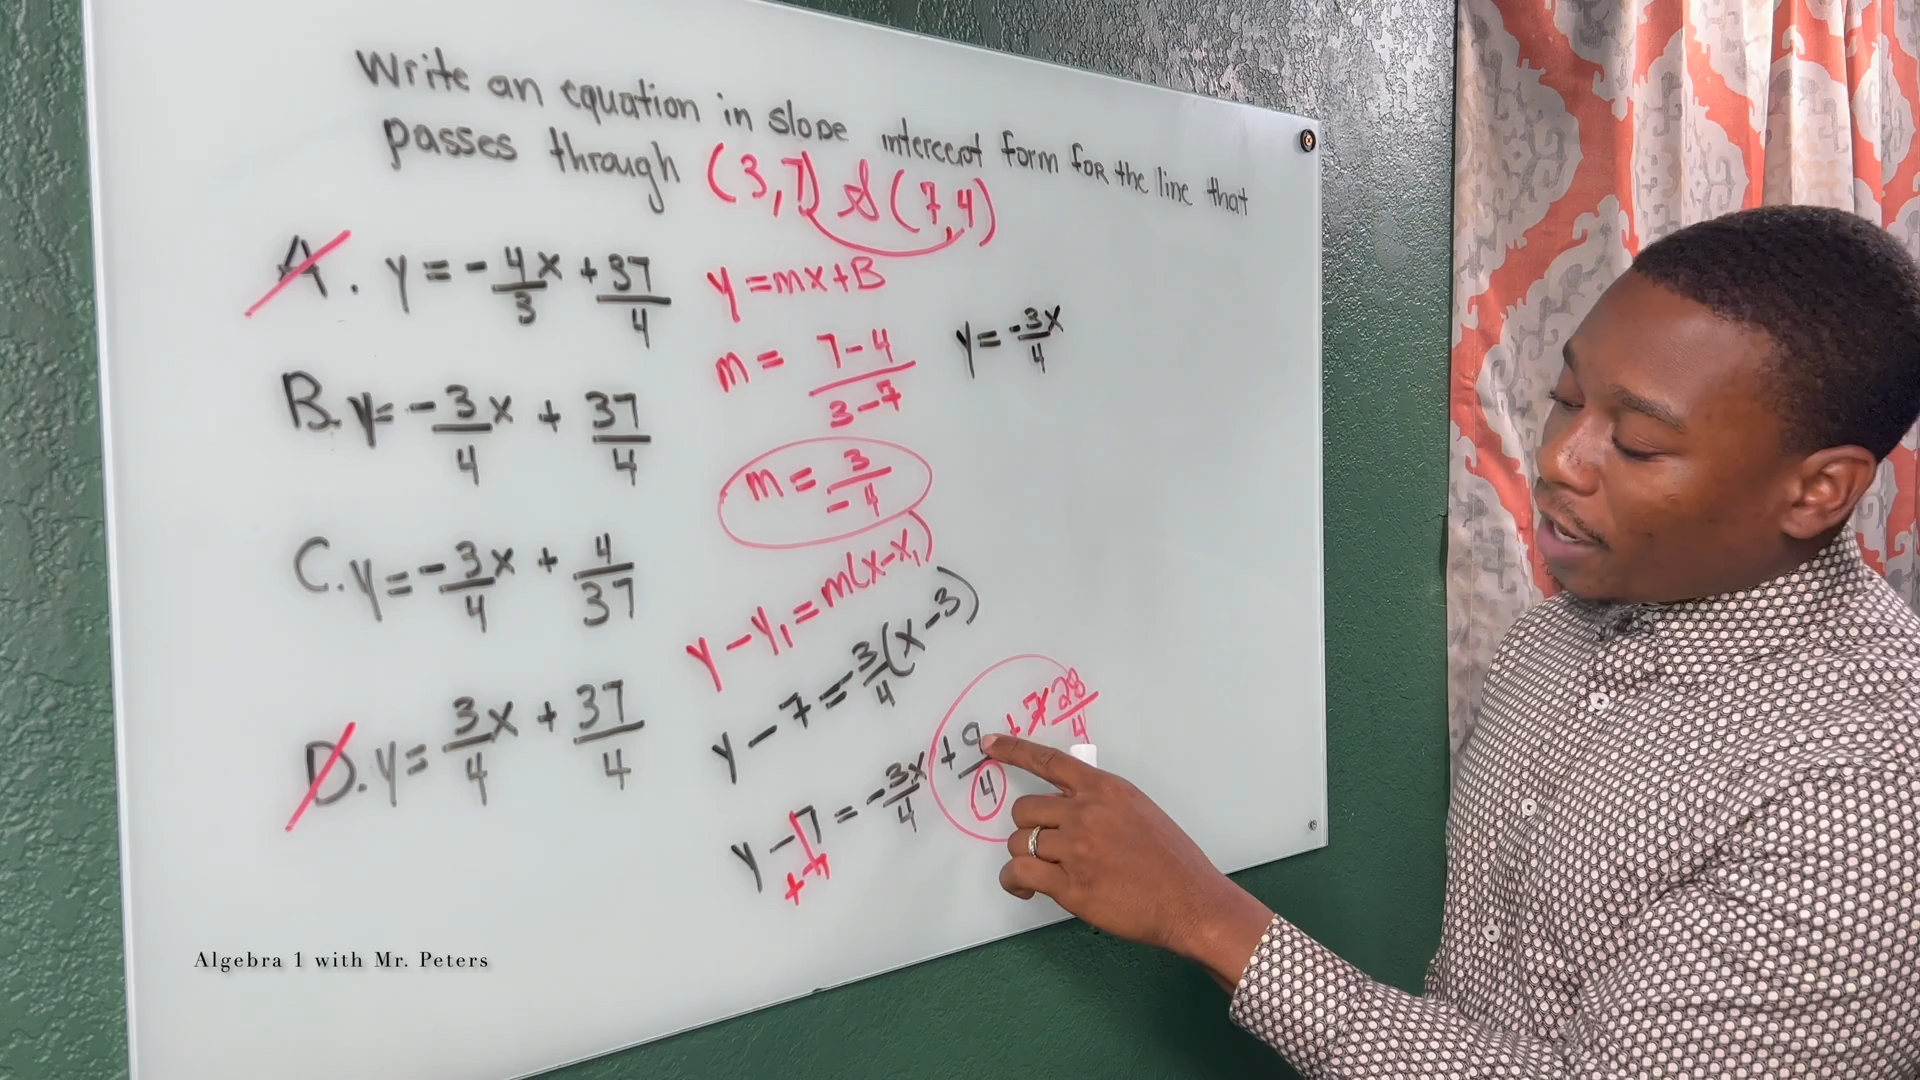 Write an equation in slope intercept form for the line that
passes through (3,7) & (7,4)
A. y = -4x/3 + 37/4
y = mx + B
m = 7-4/3-7
y = -3x/4
B. y = -3/4x + 37/4
m = 3/-4
C. y = -3/4x + 4/37
y - y₁ = m(x - x₁)
y - 7 = -3/4(x - 3)
D. y = 3/4x + 37/4
y - 7 = -3x/4 + 9/4 + 7 28/4
+7
Algebra 1 with Mr. Peters